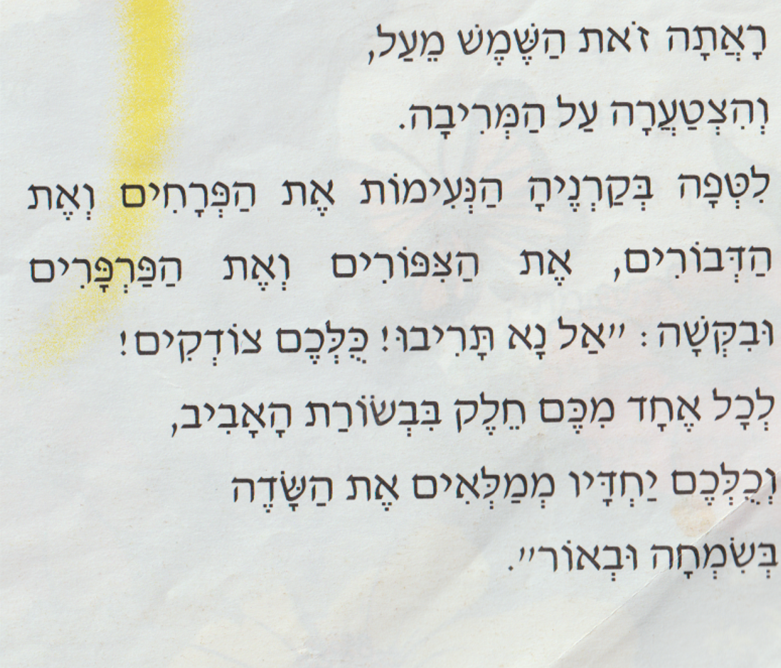 רָאֲתָה זֹאת הַשֶּׁמֶשׁ מֵעַל,
וְהִצְטַעֲרָה עַל הַמְּרִיבָה.
לִטְּפָה בְּקַרְנֶיהָ הַנְּעִימוֹת אֶת הַפְּרָחִים וְאֶת
הַדְּבוֹרִים, אֶת הַצִּפּוֹרִים וְאֶת הַפַּרְפָּרִים
וּבִקְּשָׁה: "אַל נָא תָּרִיבוּ! כֻּלְּכֶם צוֹדְקִים!
לְכָל אֶחָד מִכֶּם חֵלֶק בִּבְשׂוֹרַת הָאָבִיב,
וְכֻלְּכֶם יַחְדָּיו מְמַלְּאִים אֶת הַשָּׂדֶה
בְּשִׂמְחָה וּבְאוֹר".